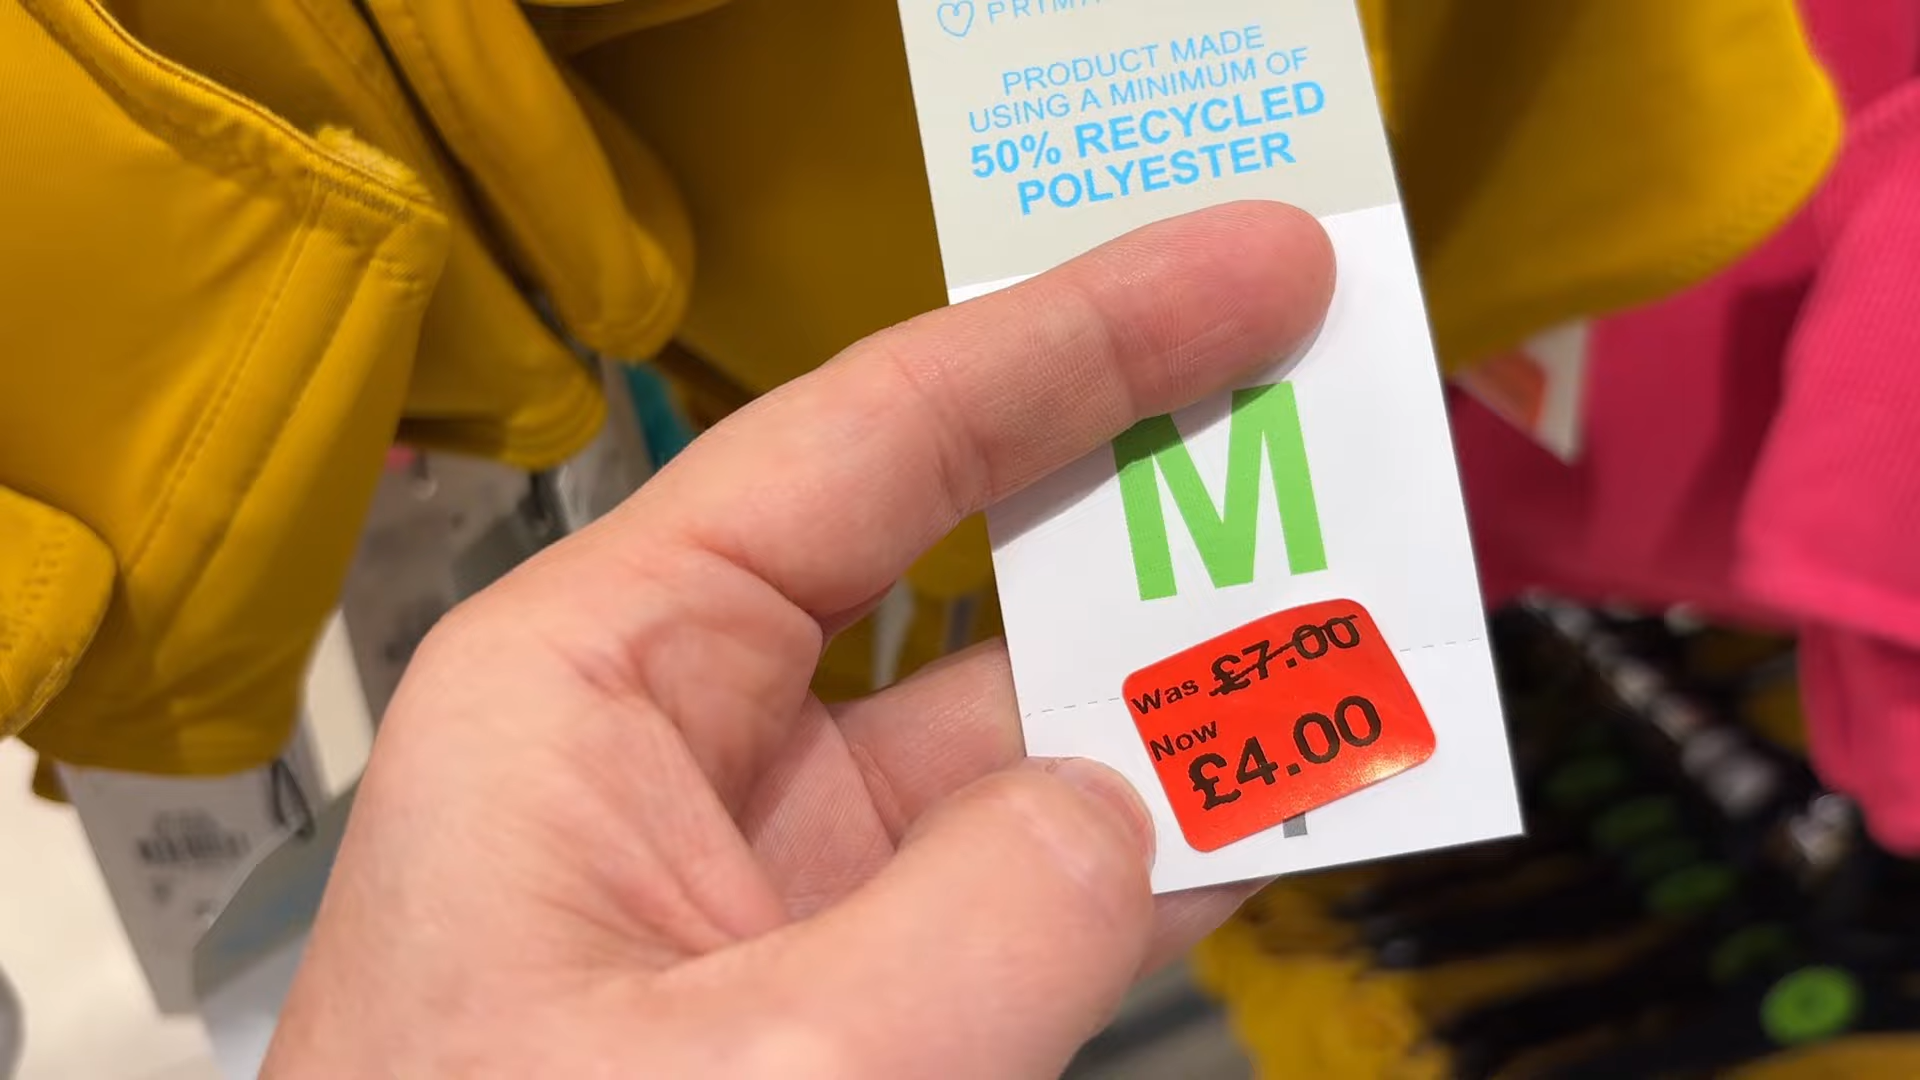 PRODUCT MADE
USING A MINIMUM OF
50% RECYCLED
POLYESTER
M
Was £7.00
Now
£4.00